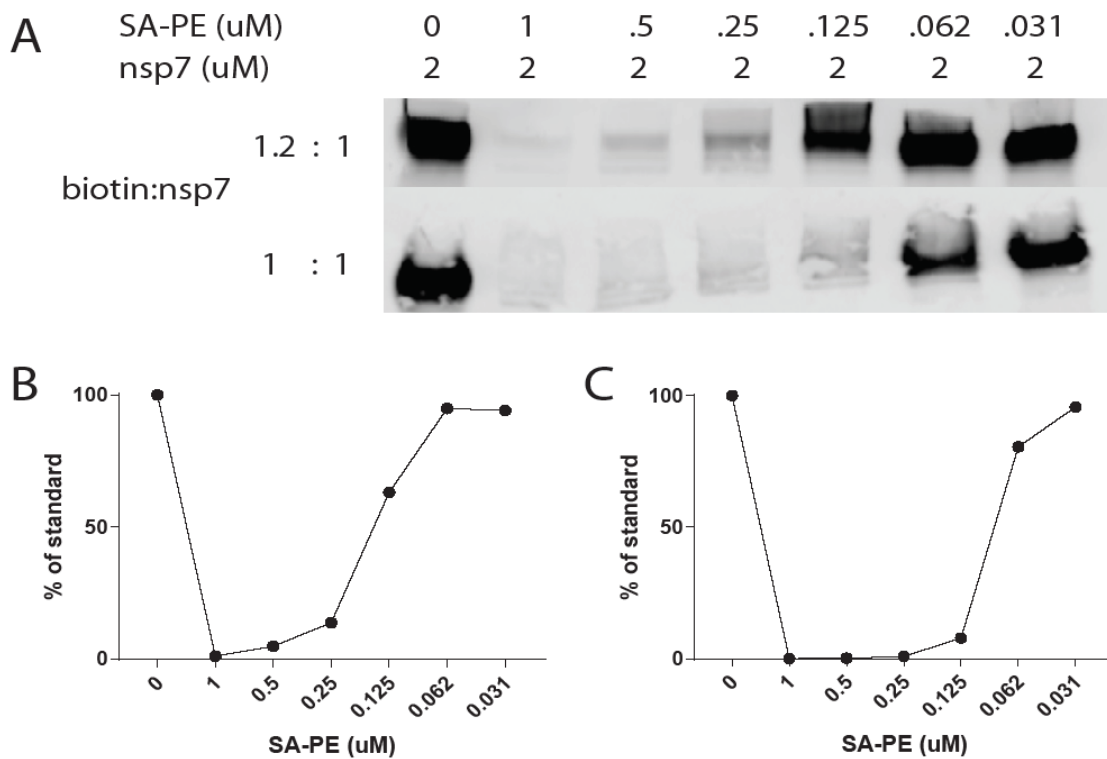 A
SA-PE (uM) 0 1 .5 .25 .125 .062 .031
nsp7 (uM) 2 2 2 2 2 2 2
1.2 : 1
biotin:nsp7
1 : 1
B
% of standard
100
50
0
0 1 0.5 0.25 0.125 0.062 0.031
SA-PE (uM)
C
% of standard
100
50
0
0 1 0.5 0.25 0.125 0.062 0.031
SA-PE (uM)